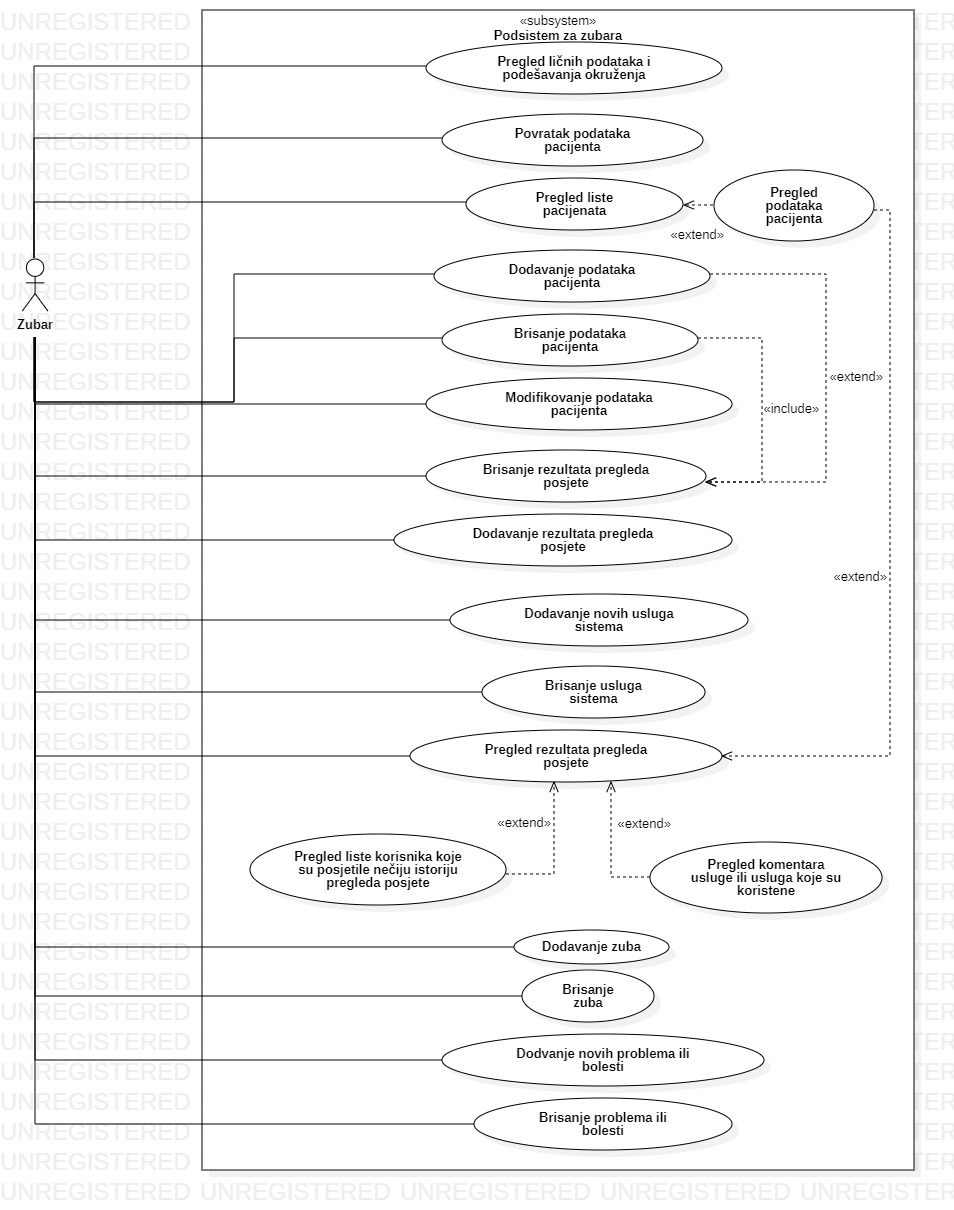 «subsystem»
Podsistem za zubara
Pregled ličnih podataka i
podešavanja okruženja
Povratak podataka
pacijenta
Pregled liste
pacijenata
Pregled
podataka
pacijenta
«extend»
Dodavanje podataka
pacijenta
Zubar
Brisanje podataka
pacijenta
«extend»
Modifikovanje podataka
pacijenta
«include»
Brisanje rezultata pregleda
posjete
Dodavanje rezultata pregleda
posjete
«extend»
Dodavanje novih usluga
sistema
Brisanje usluga
sistema
Pregled rezultata pregleda
posjete
«extend»
«extend»
Pregled liste korisnika koje
su posjetile nečiju istoriju
pregleda posjete
Pregled komentara
usluge ili usluga koje su
koristene
Dodavanje zuba
Brisanje
zuba
Dodvanje novih problema ili
bolesti
Brisanje problema ili
bolesti
UNREGISTERED UNREGISTERED UNREGISTERED UNREGISTERED UNREGISTER